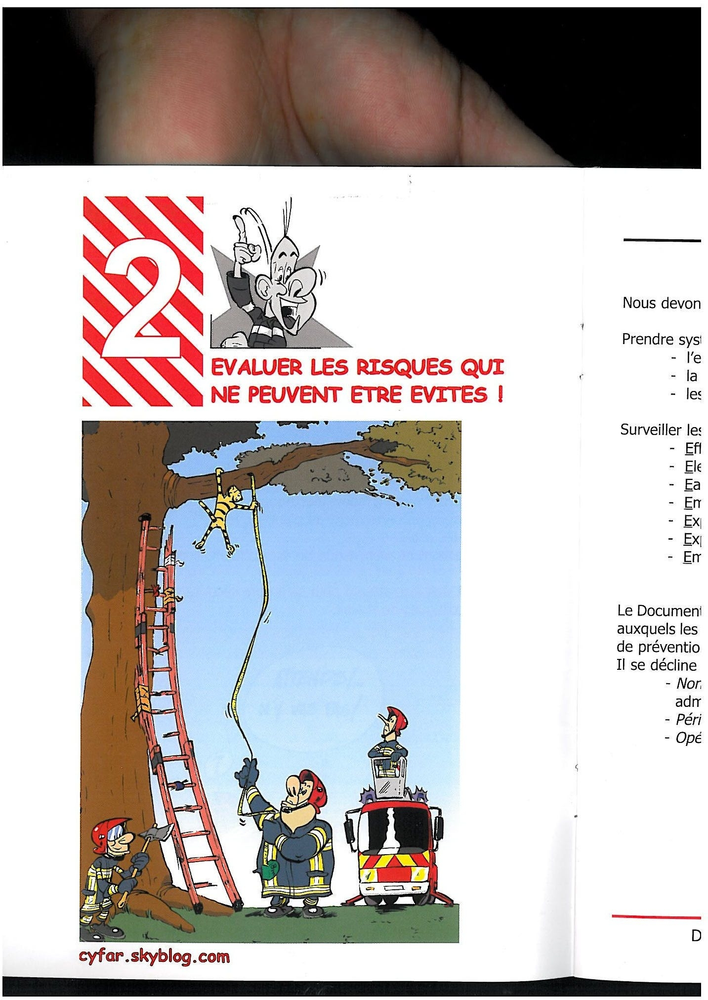 2
EVALUER LES RISQUES QUI
NE PEUVENT ETRE EVITES !
cyfar.skyblog.com
Nous devon
Prendre syst
- l'e
- la
- les
Surveiller les
- Eff
- Ele
- Ea
- Em
- Exp
- Exp
- Em
Le Document
auxquels les
de préventio
Il se décline
- Nor
adm
- Péri
- Opé
D